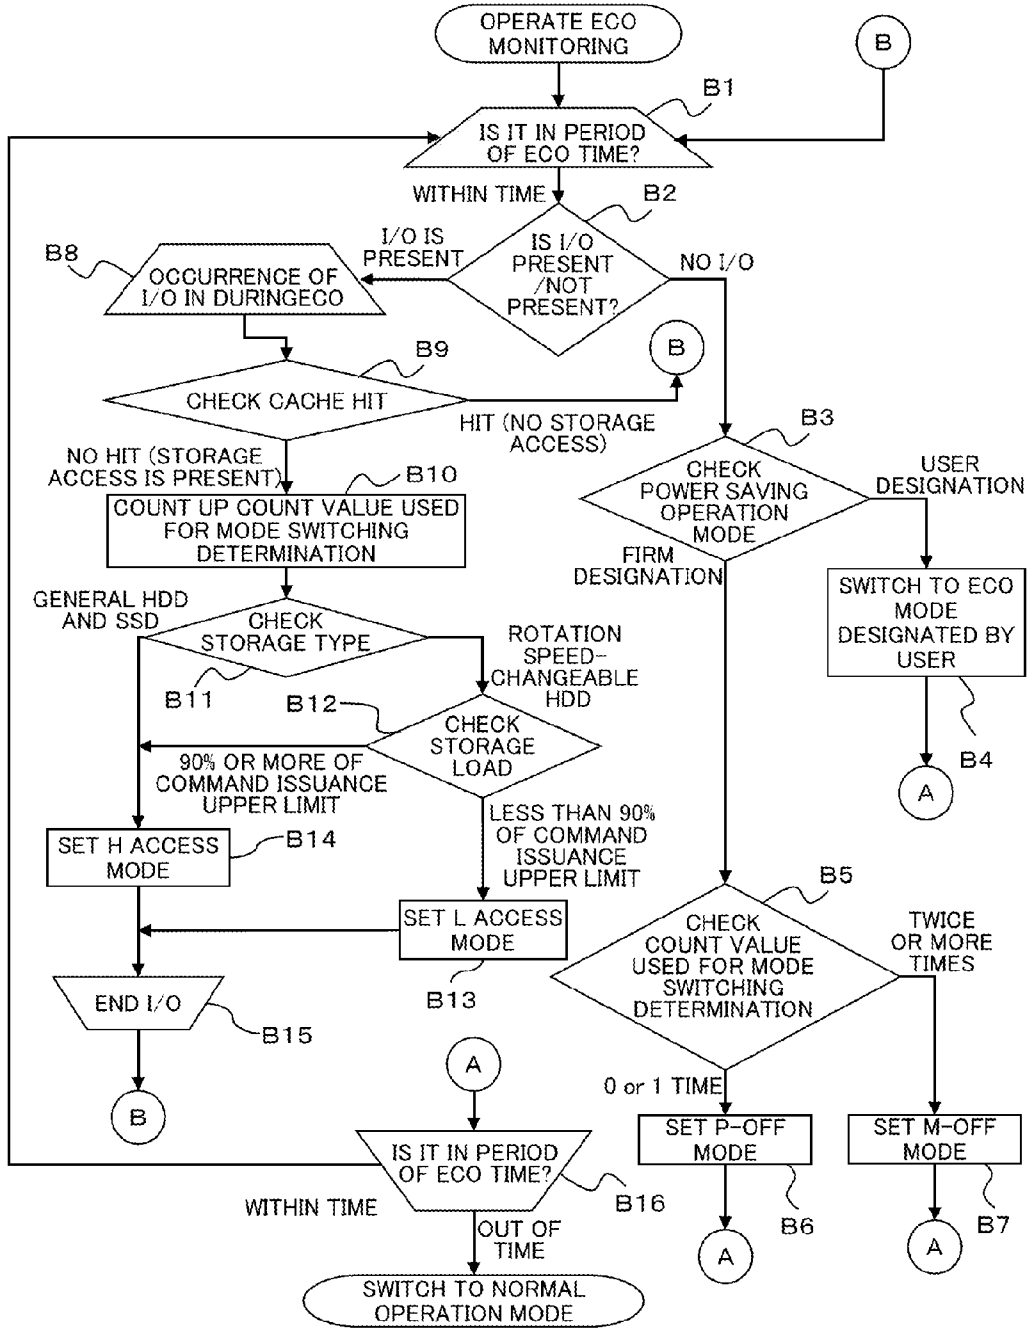 OPERATE ECO
MONITORING
B
B1
IS IT IN PERIOD
OF ECO TIME?
WITHIN TIME
B2
I/O IS
PRESENT
IS I/O
PRESENT
/NOT
PRESENT?
NO I/O
B8
OCCURRENCE OF
I/O IN DURINGECO
B
B9
CHECK CACHE HIT
HIT (NO STORAGE
ACCESS)
B3
CHECK
POWER SAVING
OPERATION
MODE
USER
DESIGNATION
NO HIT (STORAGE
ACCESS IS PRESENT)
B10
COUNT UP COUNT VALUE USED
FOR MODE SWITCHING
DETERMINATION
FIRM
DESIGNATION
SWITCH TO ECO
MODE
DESIGNATED BY
USER
B4
A
GENERAL HDD
AND SSD
CHECK
STORAGE TYPE
B11
ROTATION
SPEED-
CHANGEABLE
HDD
B12
CHECK
STORAGE
LOAD
90% OR MORE OF
COMMAND ISSUANCE
UPPER LIMIT
LESS THAN 90%
OF COMMAND
ISSUANCE
UPPER LIMIT
SET H ACCESS
MODE
B14
SET L ACCESS
MODE
B13
B5
CHECK
COUNT VALUE
USED FOR MODE
SWITCHING
DETERMINATION
TWICE
OR MORE
TIMES
END I/O
B15
B
0 or 1 TIME
SET P-OFF
MODE
B6
A
SET M-OFF
MODE
B7
A
A
IS IT IN PERIOD
OF ECO TIME?
B16
WITHIN TIME
OUT OF
TIME
SWITCH TO NORMAL
OPERATION MODE